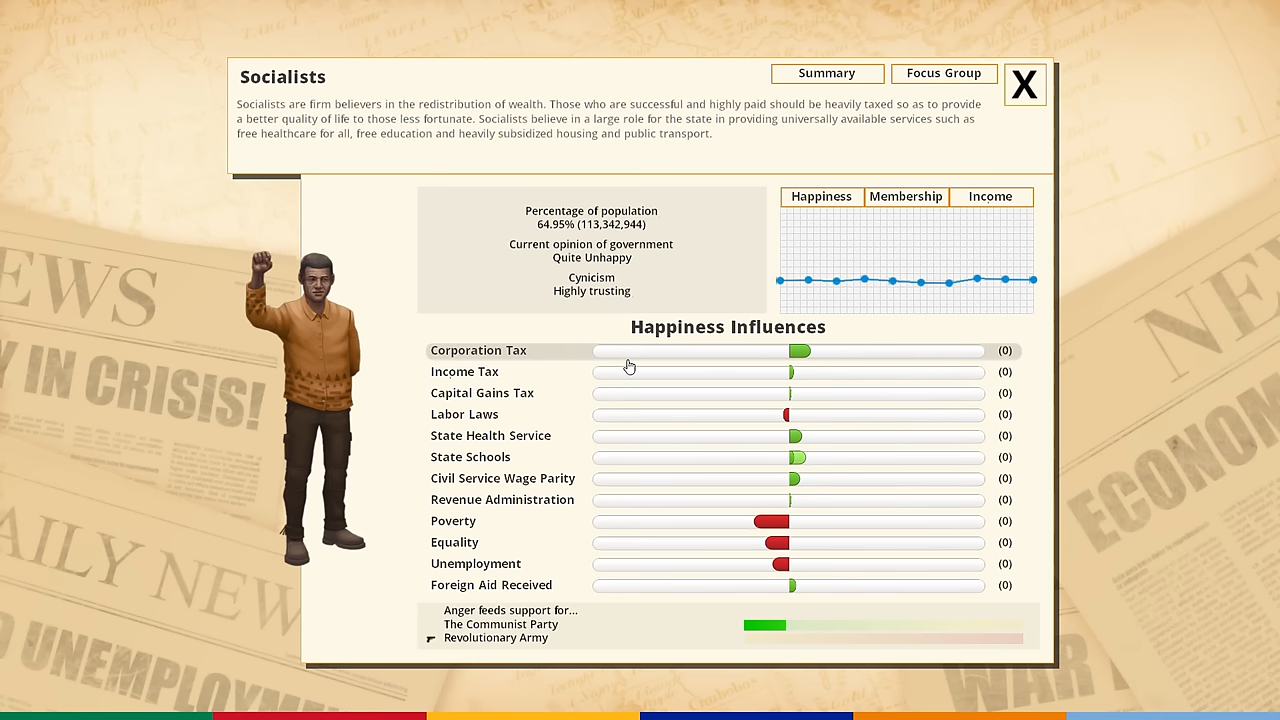 Socialists
Summary
Focus Group
X
Socialists are firm believers in the redistribution of wealth. Those who are successful and highly paid should be heavily taxed so as to provide
a better quality of life to those less fortunate. Socialists believe in a large role for the state in providing universally available services such as
free healthcare for all, free education and heavily subsidized housing and public transport.
Percentage of population
64.95% (113,342,944)
Current opinion of government
Quite Unhappy
Cynicism
Highly trusting
Happiness
Membership
Income
Happiness Influences
Corporation Tax (0)
Income Tax (0)
Capital Gains Tax (0)
Labor Laws (0)
State Health Service (0)
State Schools (0)
Civil Service Wage Parity (0)
Revenue Administration (0)
Poverty (0)
Equality (0)
Unemployment (0)
Foreign Aid Received (0)
Anger feeds support for...
The Communist Party
Revolutionary Army
EWS
Y IN CRISIS!
AILY NEW
UNEMPLOYM
NE
ECONOM
WAR